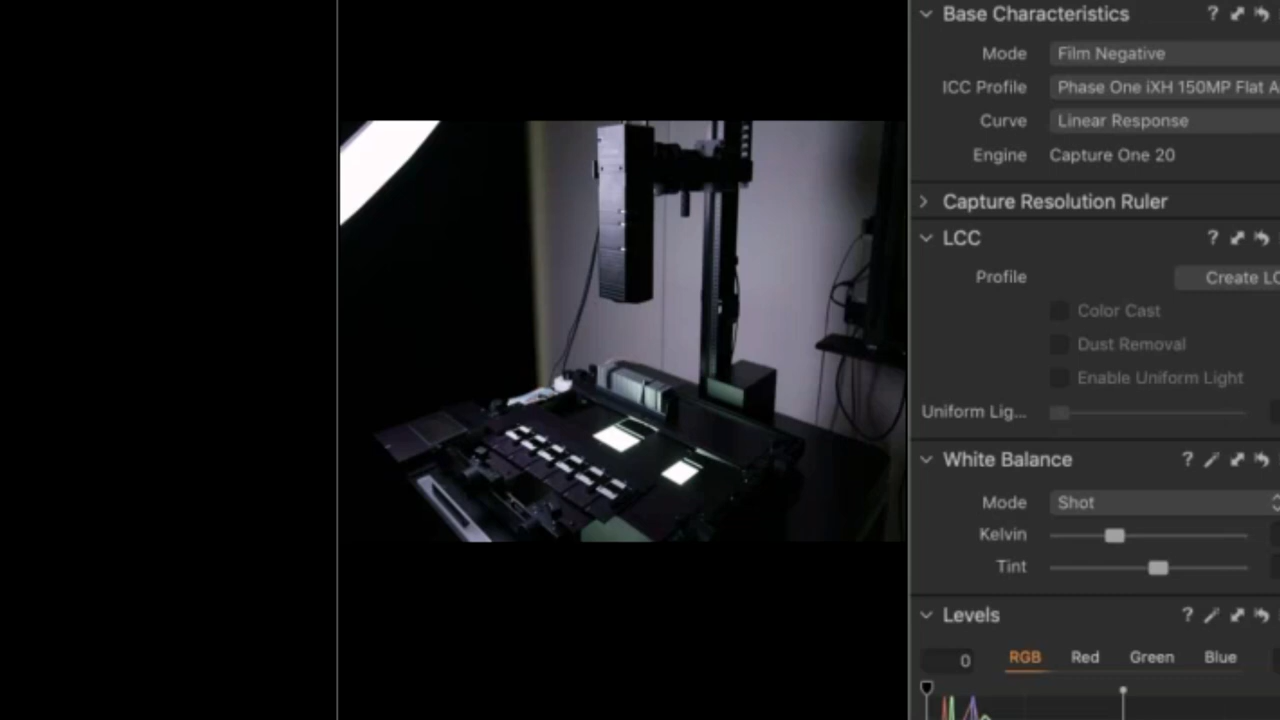 Base Characteristics ?
Mode Film Negative
ICC Profile Phase One iXH 150MP Flat A
Curve Linear Response
Engine Capture One 20
Capture Resolution Ruler
LCC ?
Profile Create LC
Color Cast
Dust Removal
Enable Uniform Light
Uniform Lig...
White Balance ?
Mode Shot
Kelvin
Tint
Levels ?
0 RGB Red Green Blue